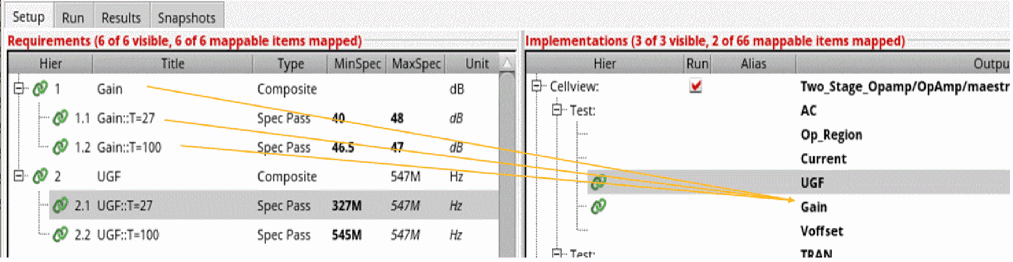 Setup Run Results Snapshots
Requirements (6 of 6 visible, 6 of 6 mappable items mapped)
Hier Title Type MinSpec MaxSpec Unit
1 Gain Composite dB
1.1 Gain::T=27 Spec Pass 40 48 dB
1.2 Gain::T=100 Spec Pass 46.5 47 dB
2 UGF Composite 547M Hz
2.1 UGF::T=27 Spec Pass 327M 547M Hz
2.2 UGF::T=100 Spec Pass 545M 547M Hz
Implementations (3 of 3 visible, 2 of 66 mappable items mapped)
Hier Run Alias Outpu
Cellview: Two_Stage_Opamp/OpAmp/maestr
Test: AC
Op_Region
Current
UGF
Gain
Voffset
Test: TRAN